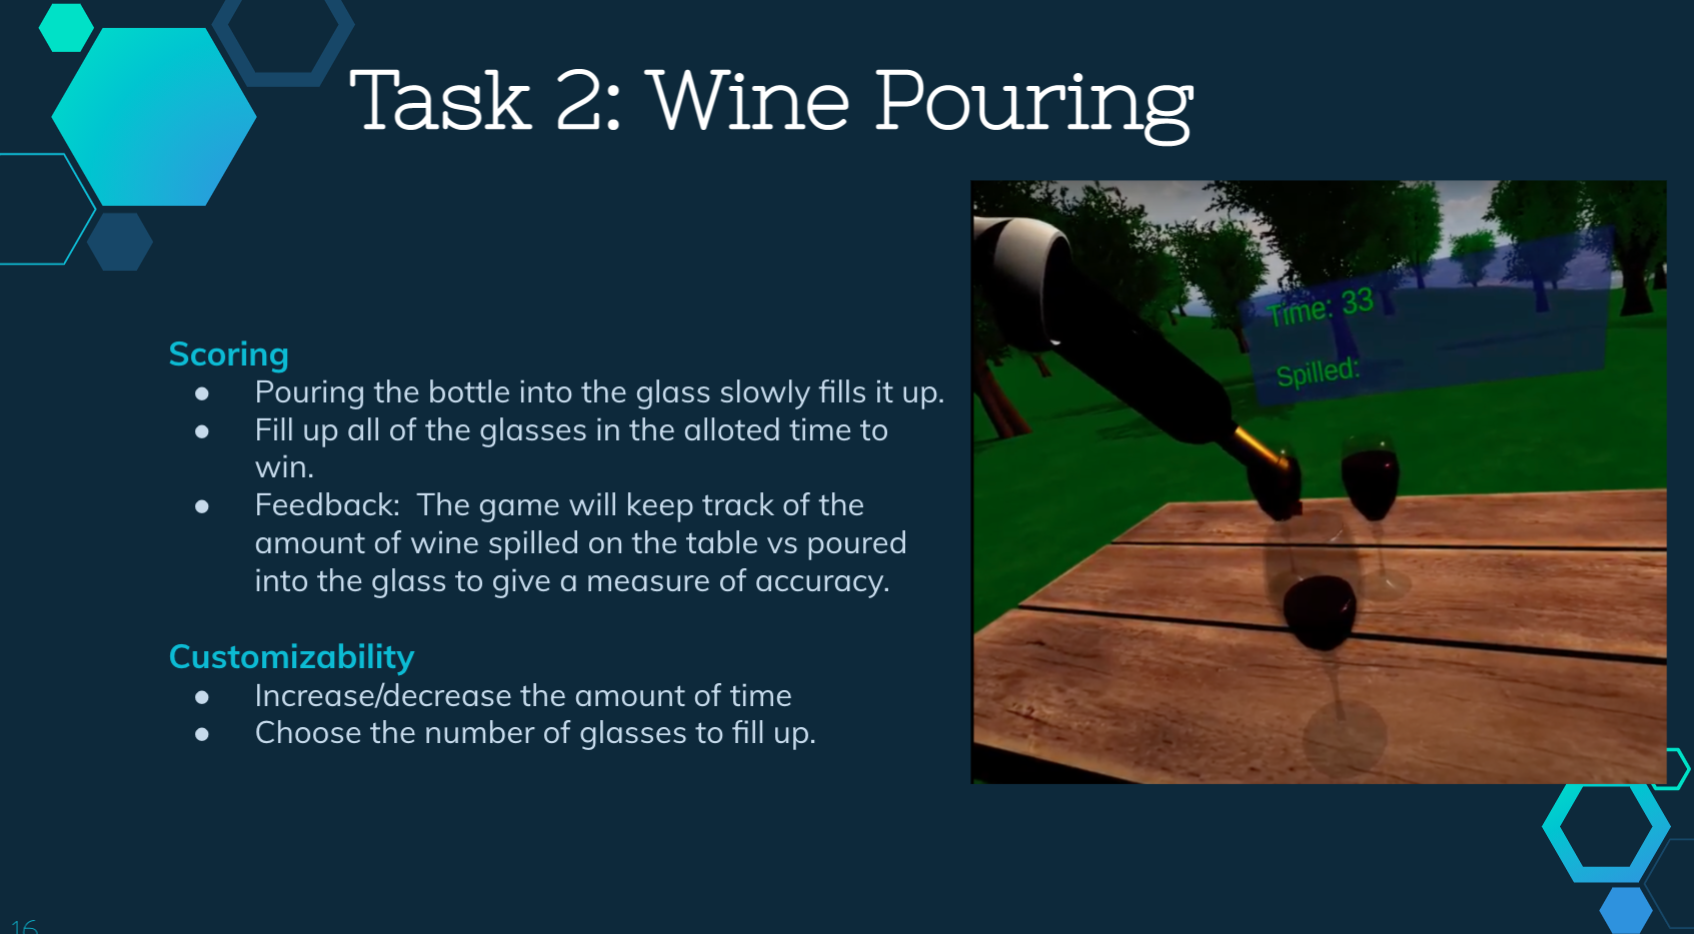 Task 2: Wine Pouring
Scoring
● Pouring the bottle into the glass slowly fills it up.
● Fill up all of the glasses in the alloted time to
win.
● Feedback:  The game will keep track of the
amount of wine spilled on the table vs poured
into the glass to give a measure of accuracy.
Customizability
● Increase/decrease the amount of time
● Choose the number of glasses to fill up.
Time: 33
Spilled:
16